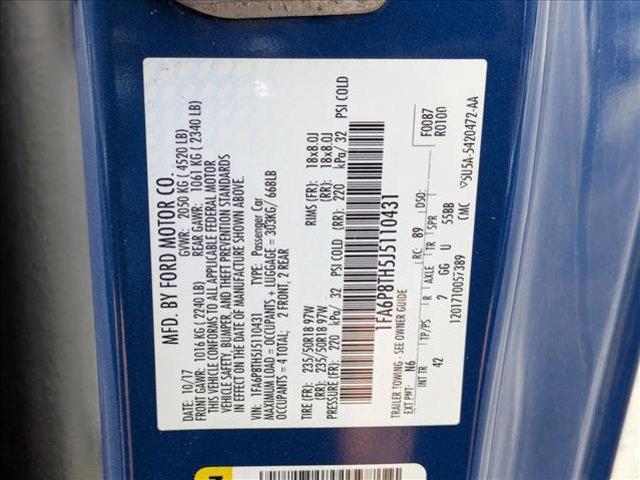 MFD. BY FORD MOTOR CO.
10/17 GVWR: 2050 KG ( 4520 LB)
FRONT GAWR: 1016 KG ( 2240 LB) REAR GAWR: 1061 KG ( 2340 LB)
THIS VEHICLE CONFORMS TO ALL APPLICABLE FEDERAL MOTOR
VEHICLE SAFETY, BUMPER, AND THEFT PREVENTION STANDARDS
IN EFFECT ON THE DATE OF MANUFACTURE SHOWN ABOVE.
VIN: 1FA6P8TH5J5110431 TYPE: Passenger Car
MAXIMUM LOAD = OCCUPANTS + LUGGAGE = 303KG/ 668LB
OCCUPANTS = 4 TOTAL; 2 FRONT, 2 REAR
TIRE (FR): 235/50R18 97W RIMS (FR): 18x8.0J
(RR): 235/50R18 97W (RR): 18x8.0J
PRESSURE (FR): 220 kPa/ 32 PSI COLD (RR): 220 kPa/ 32 PSI COLD
1FA6P8TH5J5110431
TRAILER TOWING - SEE OWNER GUIDE
F0087
EXT PNT: N6 RC: 89 DSO: R0100
INT TR TP/PS R AXLE TR SPR
42 2 GG U 55BB
1201710057389 CMC
5U5A-5420472-AA